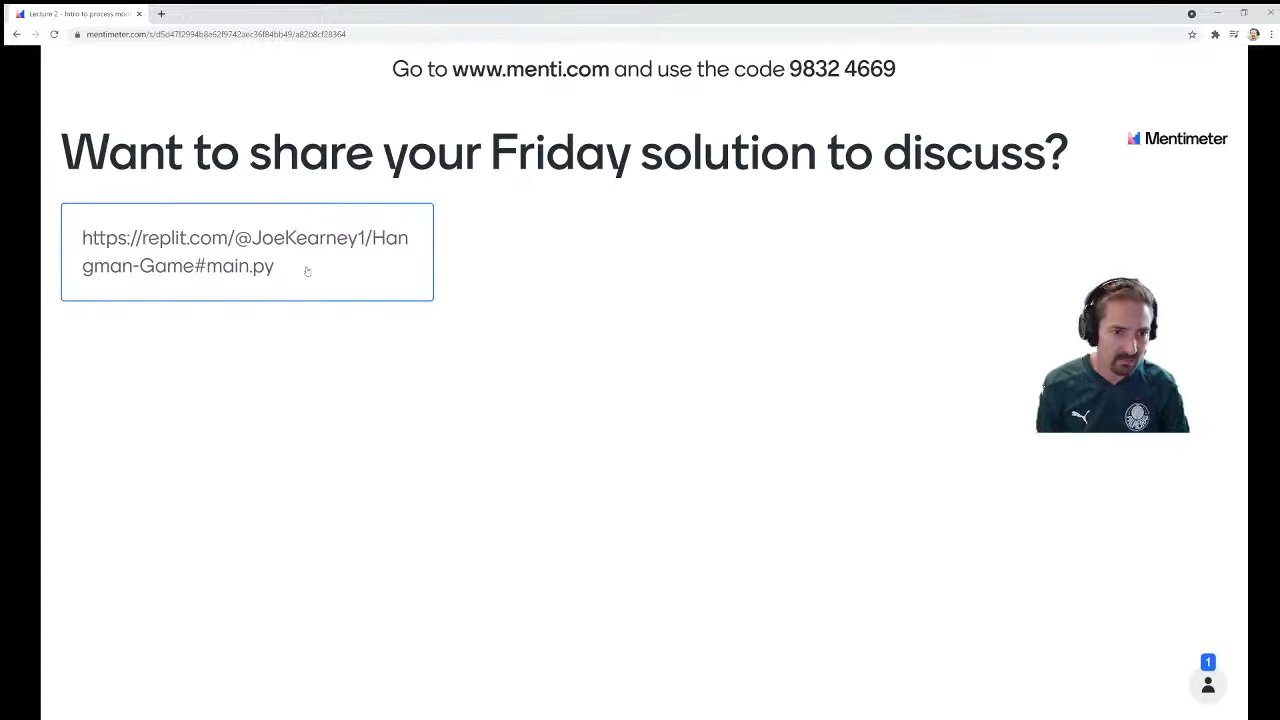 Lecture 2 - Intro to process mod
mentimeter.com/s/d5d47f2994b8e62f9742aec36f84bb49/a82b8cf28364
Go to www.menti.com and use the code 9832 4669
Want to share your Friday solution to discuss?
Mentimeter
https://replit.com/@JoeKearney1/Han
gman-Game#main.py
1